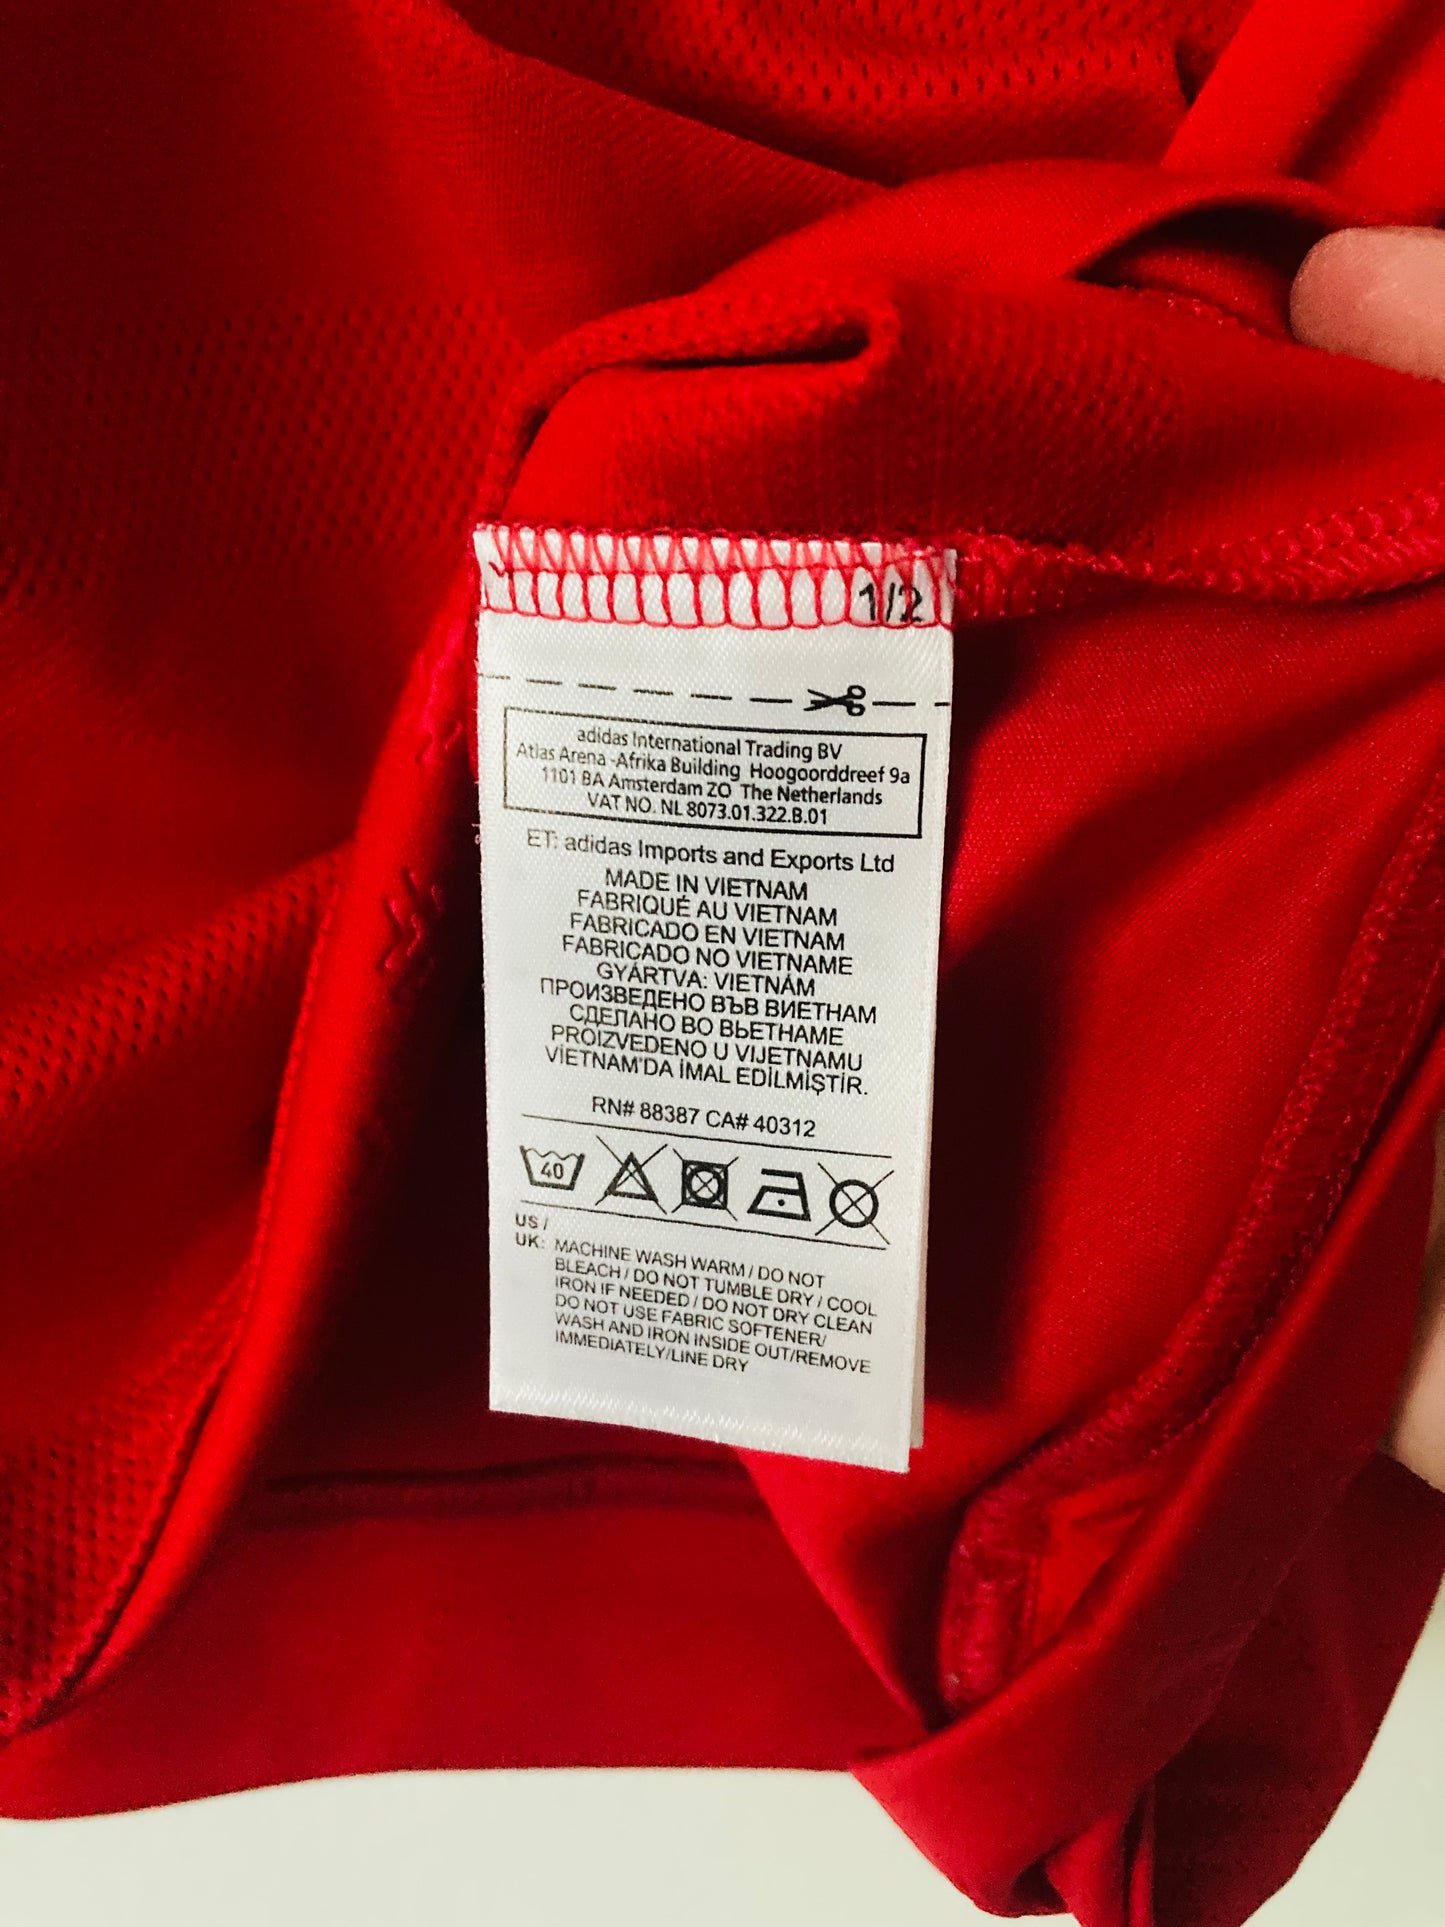 1/2
adidas International Trading BV
Atlas Arena -Afrika Building Hoogoorddreef 9a
1101 BA Amsterdam ZO The Netherlands
VAT NO. NL 8073.01.322.B.01
ET: adidas Imports and Exports Ltd
MADE IN VIETNAM
FABRIQUÉ AU VIETNAM
FABRICADO EN VIETNAM
FABRICADO NO VIETNAME
GYÁRTVA: VIETNÁM
ПРОИЗВЕДЕНО ВЪВ ВИЕТНАМ
СДЕЛАНО ВО ВЬЕТНАМЕ
PROIZVEDENO U VIJETNAMU
VİETNAM'DA İMAL EDİLMİŞTİR.
RN# 88387 CA# 40312
40
US /
UK: MACHINE WASH WARM / DO NOT
BLEACH / DO NOT TUMBLE DRY / COOL
IRON IF NEEDED / DO NOT DRY CLEAN
DO NOT USE FABRIC SOFTENER/
WASH AND IRON INSIDE OUT/REMOVE
IMMEDIATELY/LINE DRY